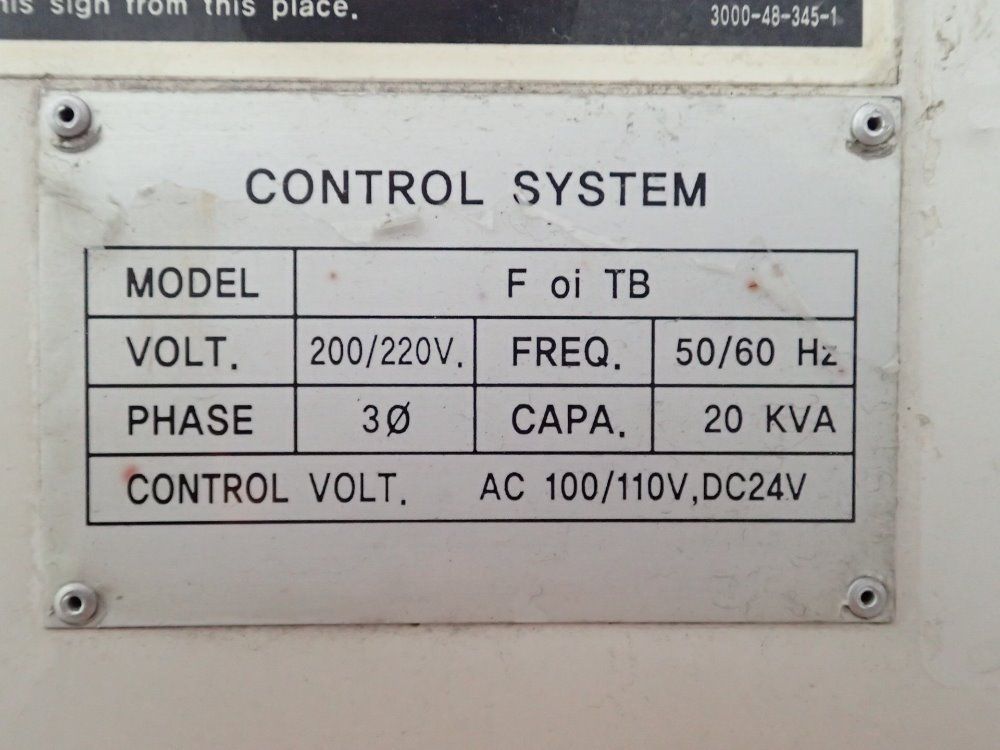 his sign from this place.
3000-48-345-1
CONTROL SYSTEM
MODEL F oi TB
VOLT. 200/220V. FREQ. 50/60 Hz
PHASE 3Ø CAPA. 20 KVA
CONTROL VOLT. AC 100/110V,DC24V